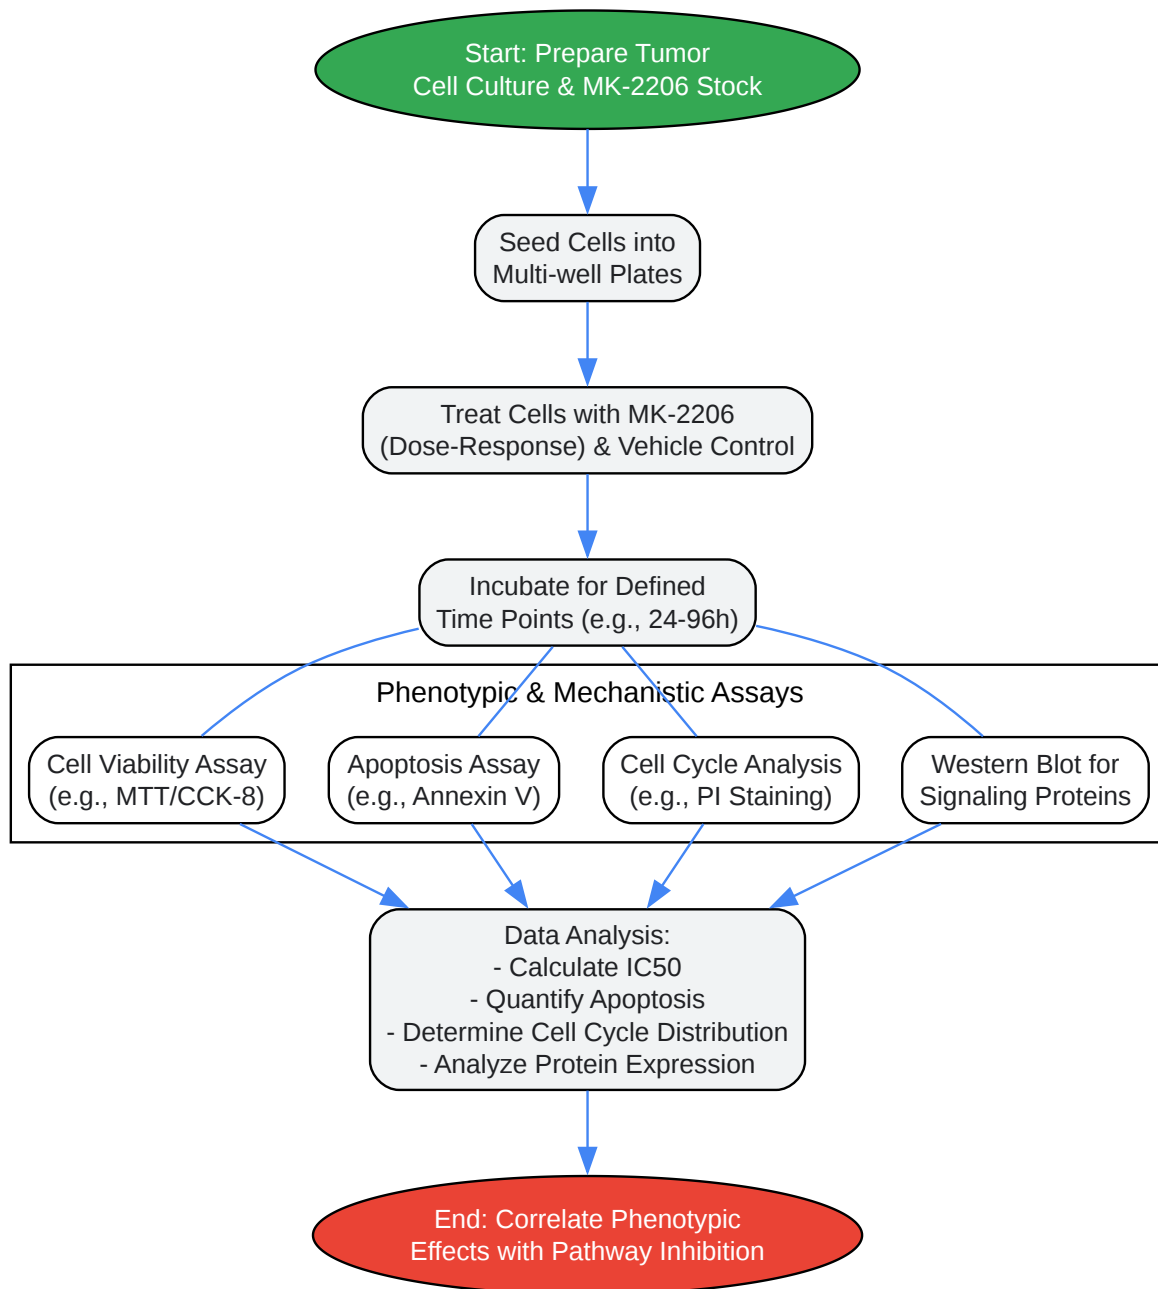 Start: Prepare Tumor
Cell Culture & MK-2206 Stock
Seed Cells into
Multi-well Plates
Treat Cells with MK-2206
(Dose-Response) & Vehicle Control
Incubate for Defined
Time Points (e.g., 24-96h)
Phenotypic & Mechanistic Assays
Cell Viability Assay
(e.g., MTT/CCK-8)
Apoptosis Assay
(e.g., Annexin V)
Cell Cycle Analysis
(e.g., PI Staining)
Western Blot for
Signaling Proteins
Data Analysis:
- Calculate IC50
- Quantify Apoptosis
- Determine Cell Cycle Distribution
- Analyze Protein Expression
End: Correlate Phenotypic
Effects with Pathway Inhibition